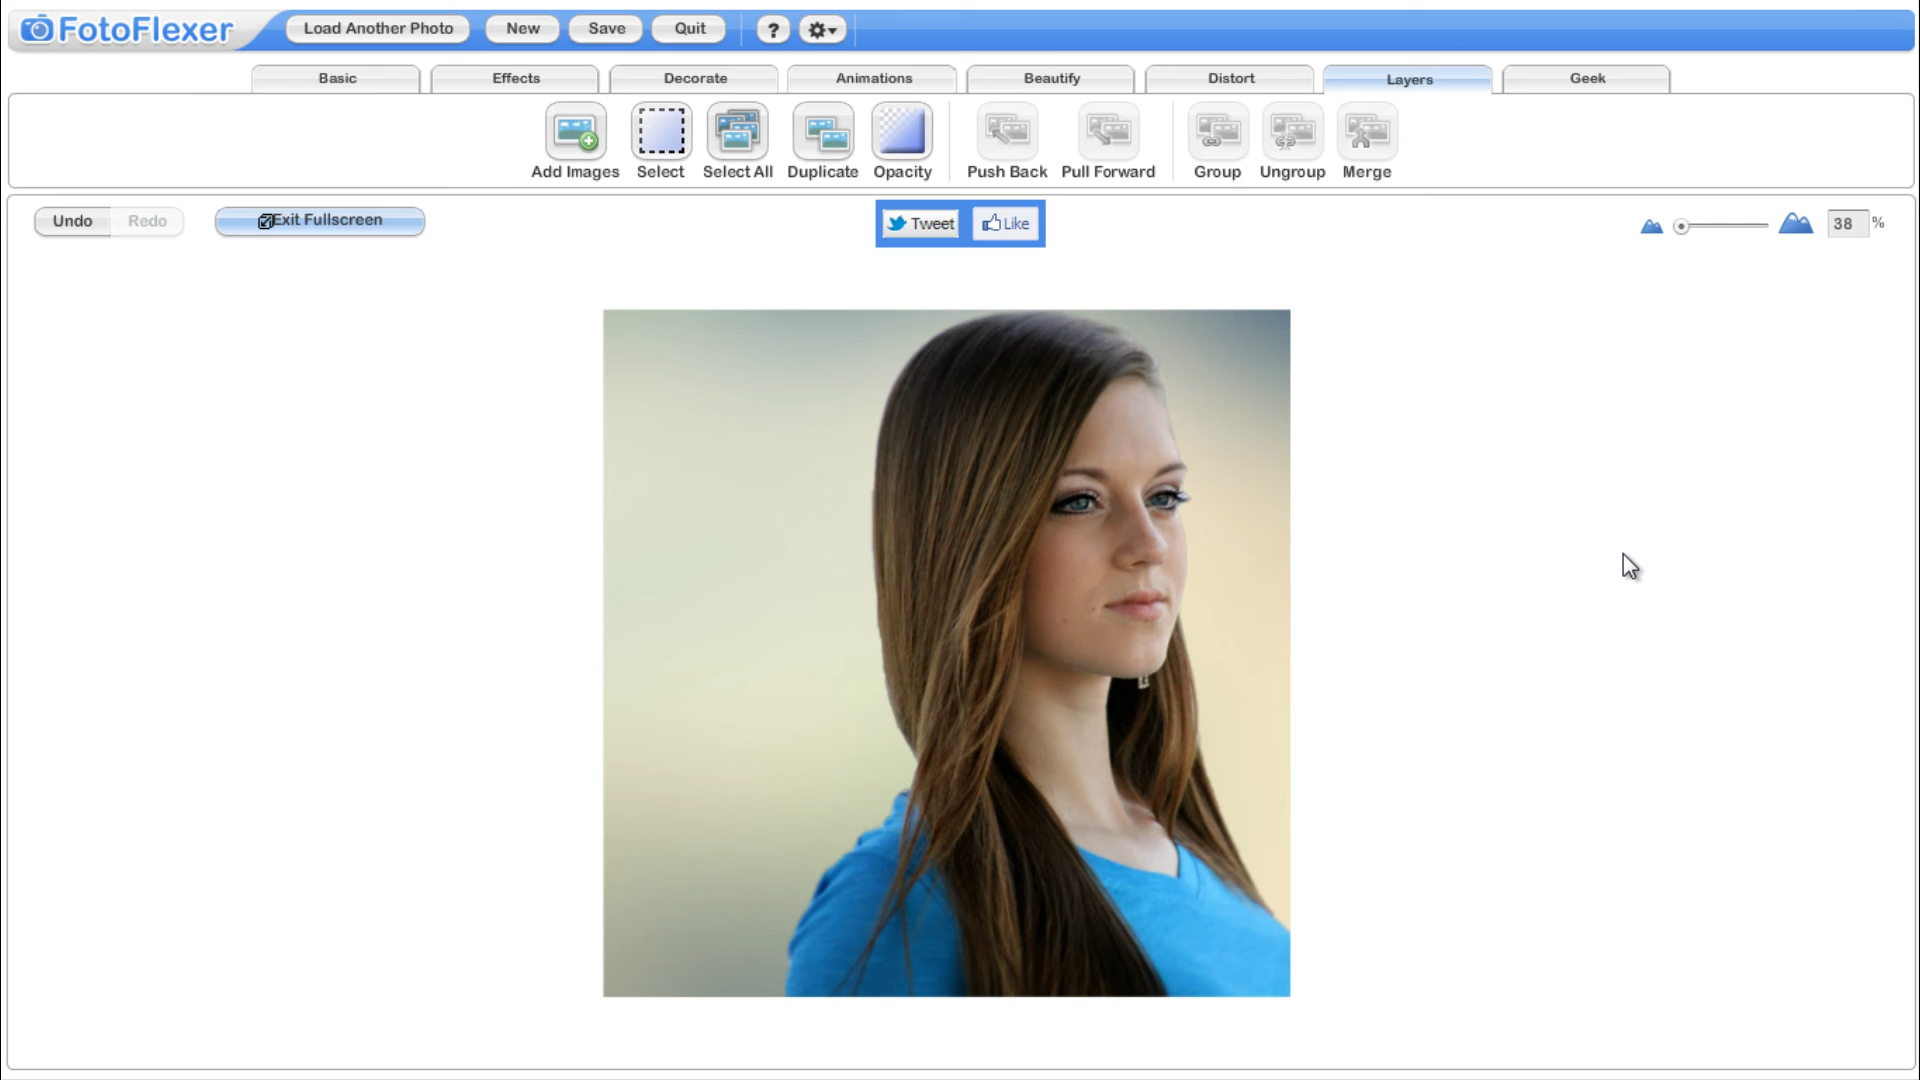 FotoFlexer Load Another Photo New Save Quit ?
Basic Effects Decorate Animations Beautify Distort Layers Geek
Add Images Select Select All Duplicate Opacity Push Back Pull Forward Group Ungroup Merge
Undo Redo Exit Fullscreen Tweet Like 38 %